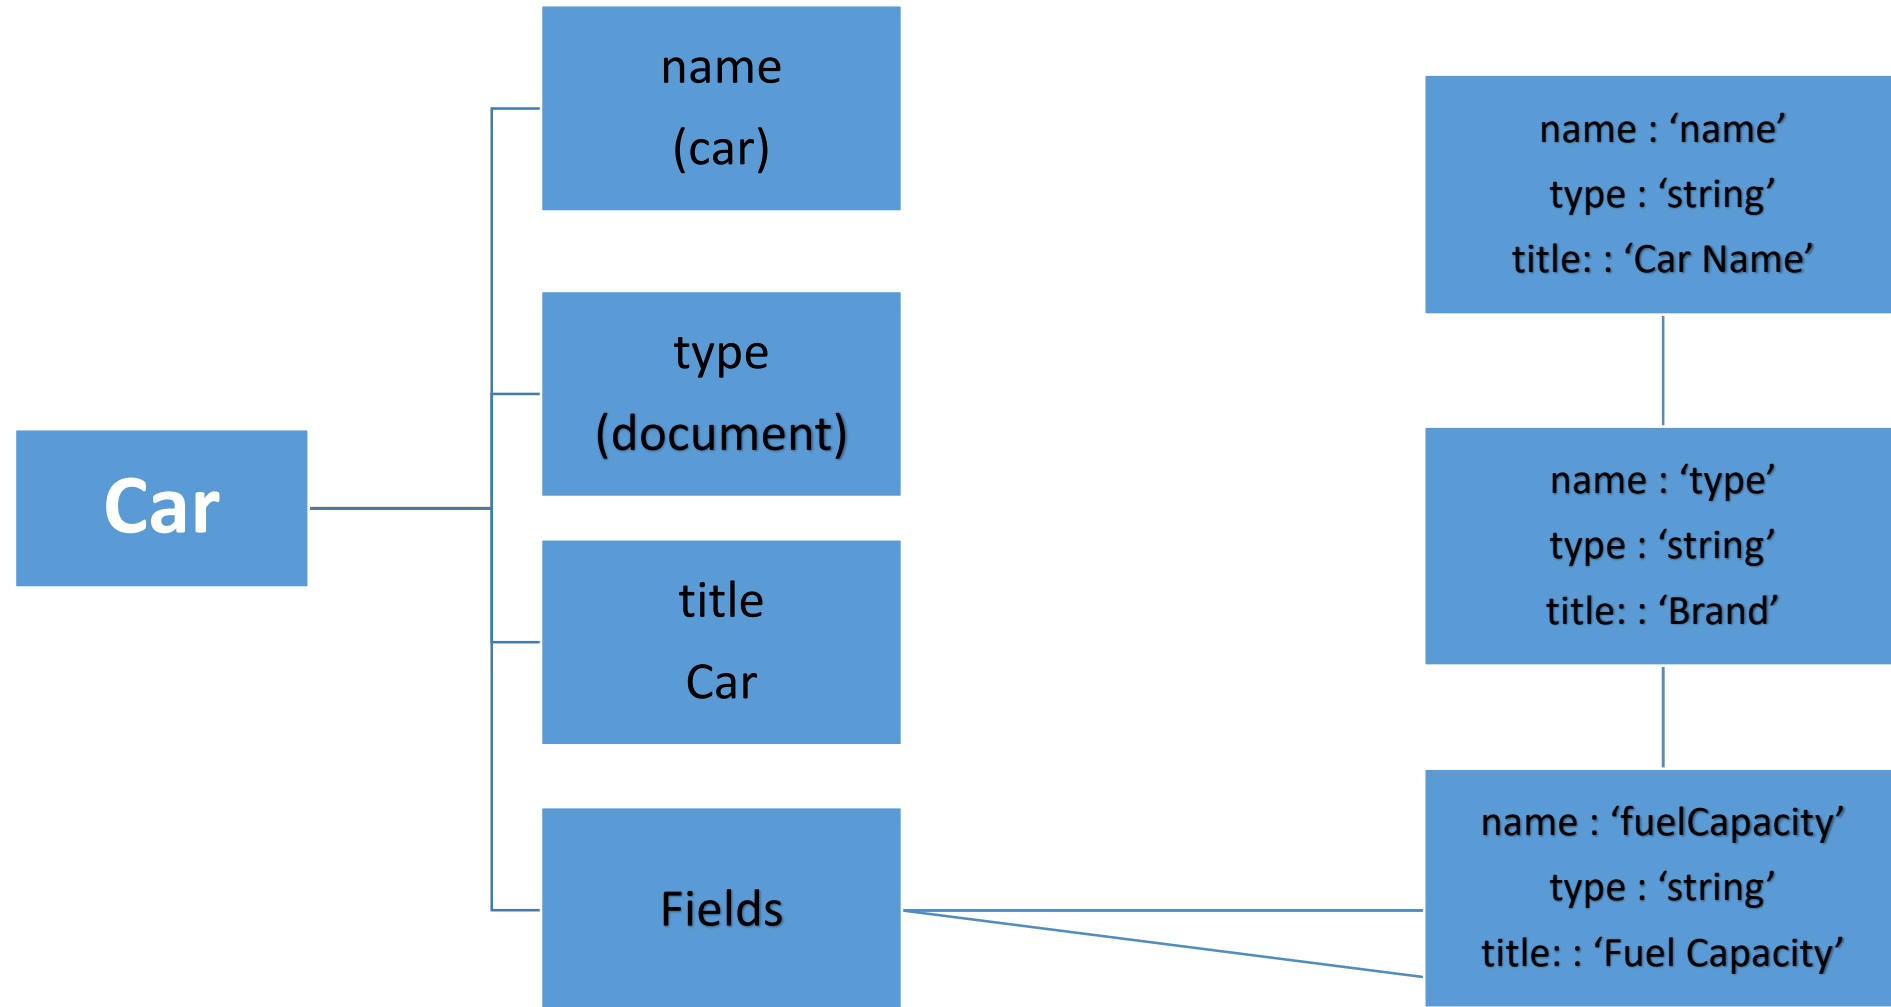 Car
name
(car)
type
(document)
title
Car
Fields
name : ‘name’
type : ‘string’
title: : ‘Car Name’
name : ‘type’
type : ‘string’
title: : ‘Brand’
name : ‘fuelCapacity’
type : ‘string’
title: : ‘Fuel Capacity’